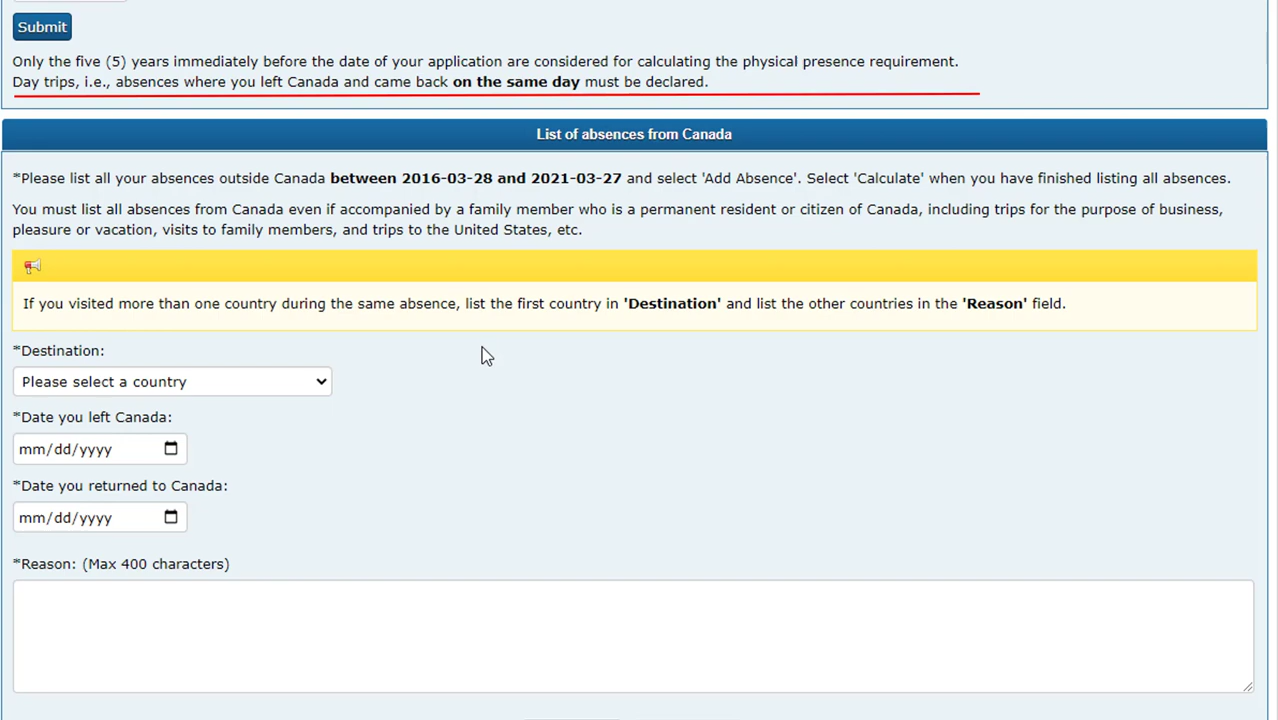 Submit
Only the five (5) years immediately before the date of your application are considered for calculating the physical presence requirement.
Day trips, i.e., absences where you left Canada and came back on the same day must be declared.
List of absences from Canada
*Please list all your absences outside Canada between 2016-03-28 and 2021-03-27 and select 'Add Absence'. Select 'Calculate' when you have finished listing all absences.
You must list all absences from Canada even if accompanied by a family member who is a permanent resident or citizen of Canada, including trips for the purpose of business,
pleasure or vacation, visits to family members, and trips to the United States, etc.
If you visited more than one country during the same absence, list the first country in 'Destination' and list the other countries in the 'Reason' field.
*Destination:
Please select a country
*Date you left Canada:
mm/dd/yyyy
*Date you returned to Canada:
mm/dd/yyyy
*Reason: (Max 400 characters)